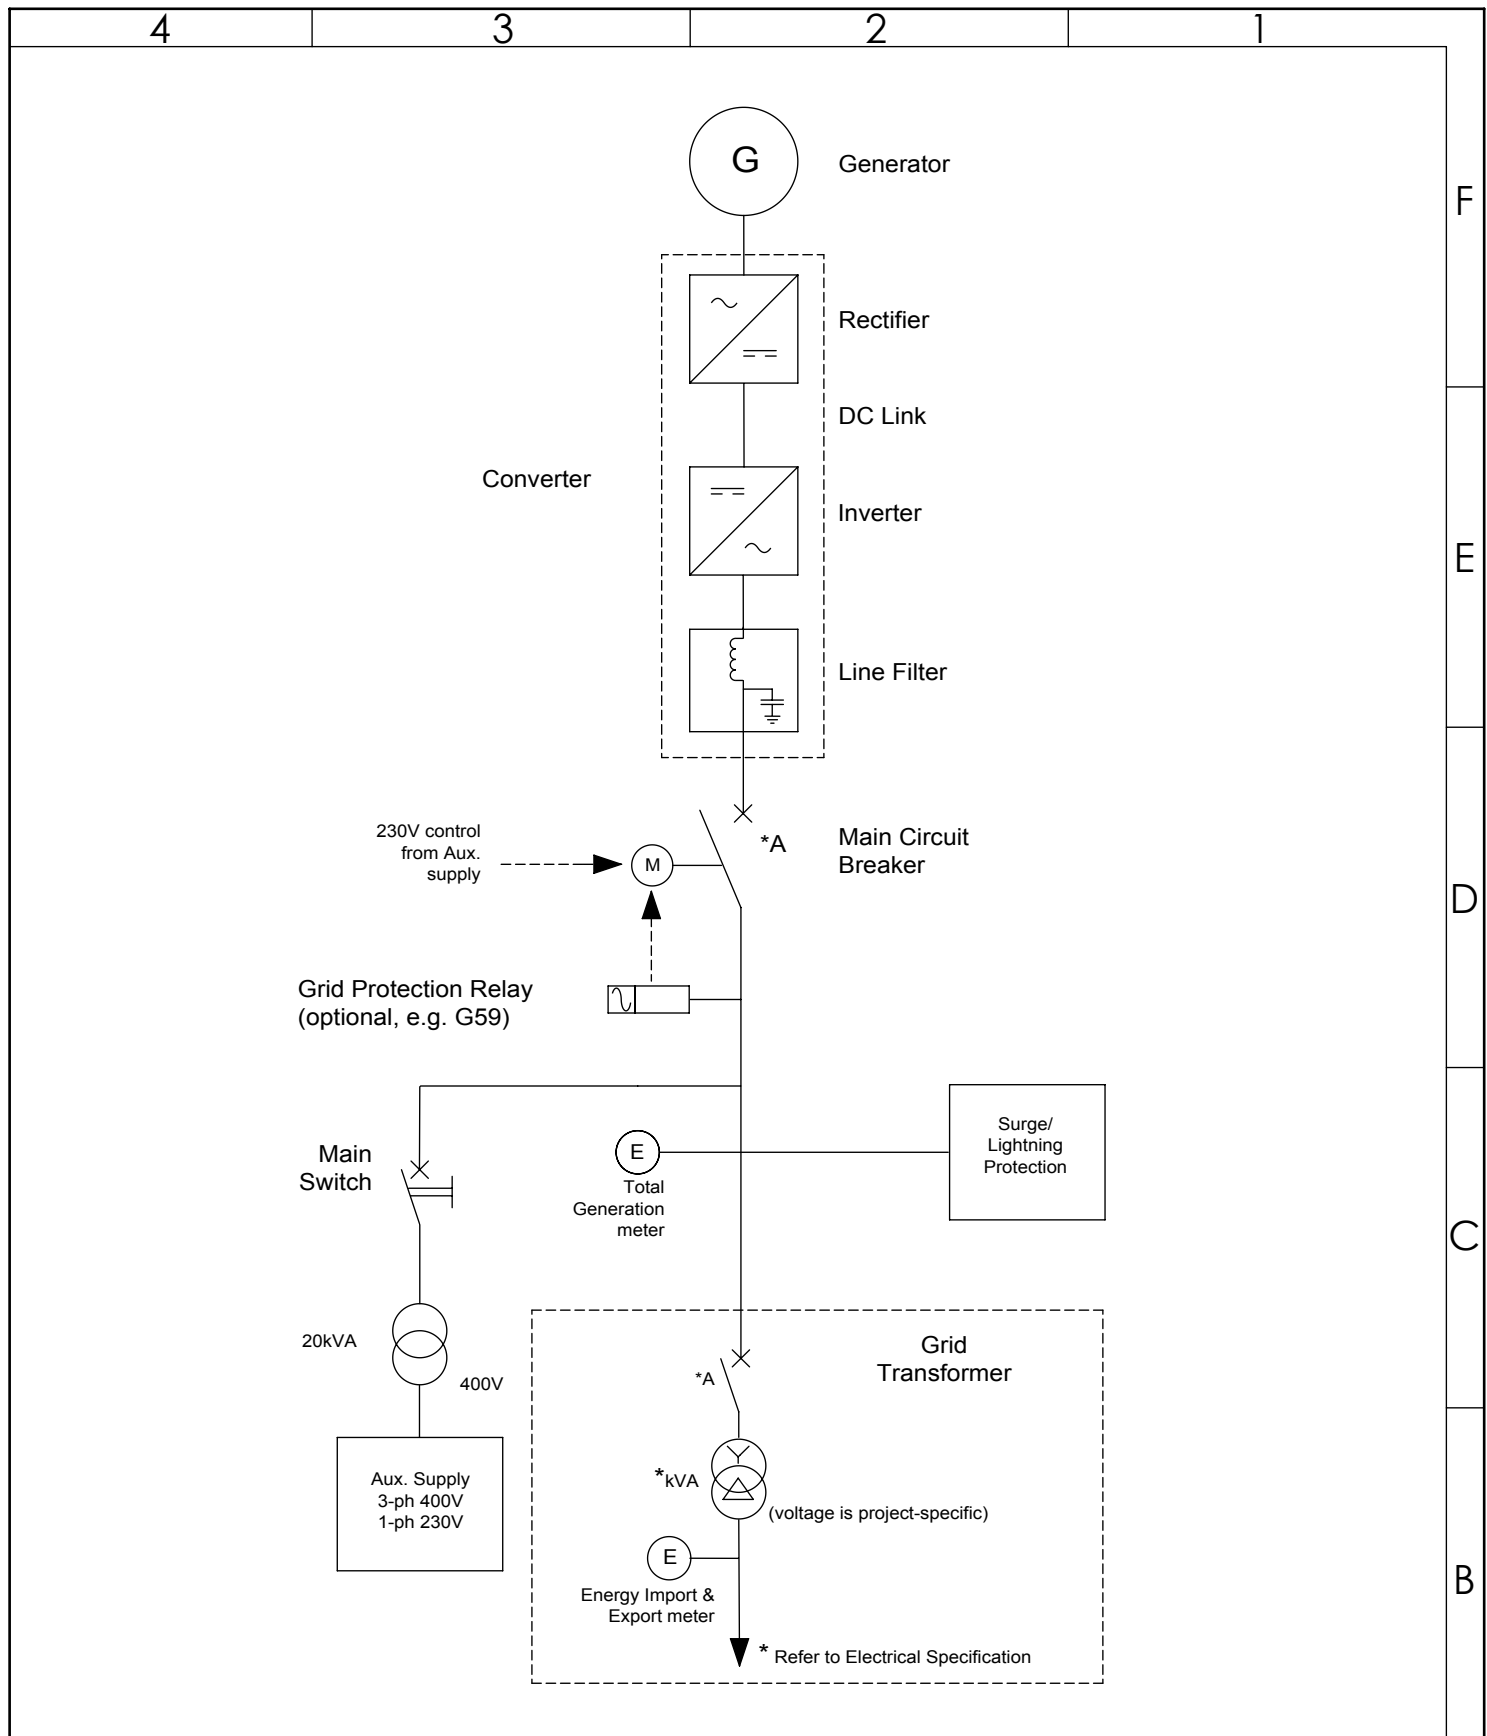 4 3 2 1
G
Generator
F
Rectifier
DC Link
Converter
Inverter
E
Line Filter
230V control
from Aux.
supply
M
*A
Main Circuit
Breaker
D
Grid Protection Relay
(optional, e.g. G59)
Main
Switch
E
Total
Generation
meter
Surge/
Lightning
Protection
C
20kVA
400V
Grid
Transformer
*A
Aux. Supply
3-ph 400V
1-ph 230V
*kVA
(voltage is project-specific)
E
Energy Import &
Export meter
B
* Refer to Electrical Specification